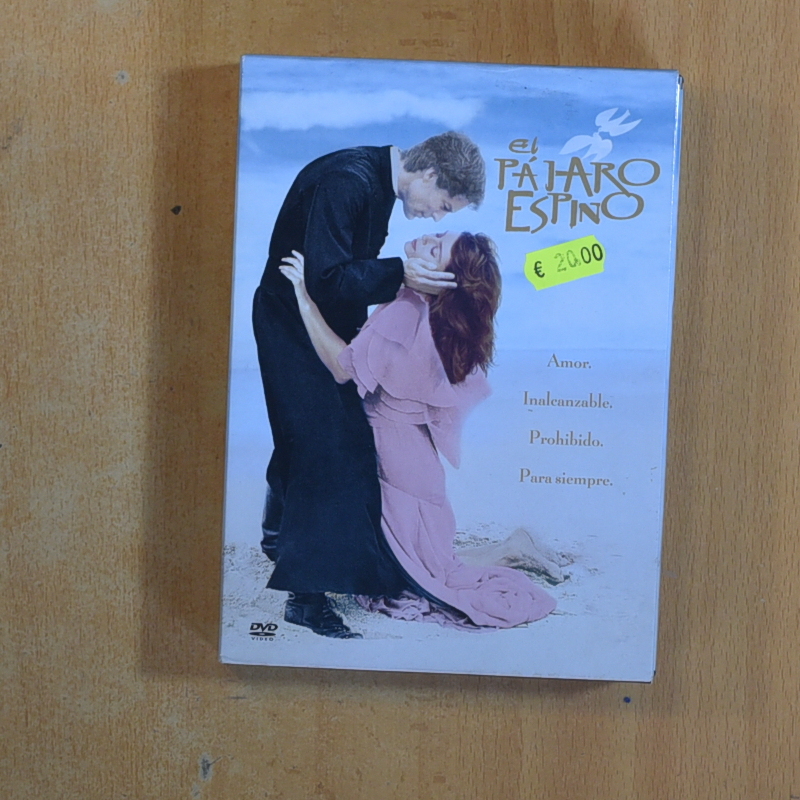 El
PÁJARO
ESPINO
€ 20.00
Amor.
Inalcanzable.
Prohibido.
Para siempre.
DVD
VIDEO